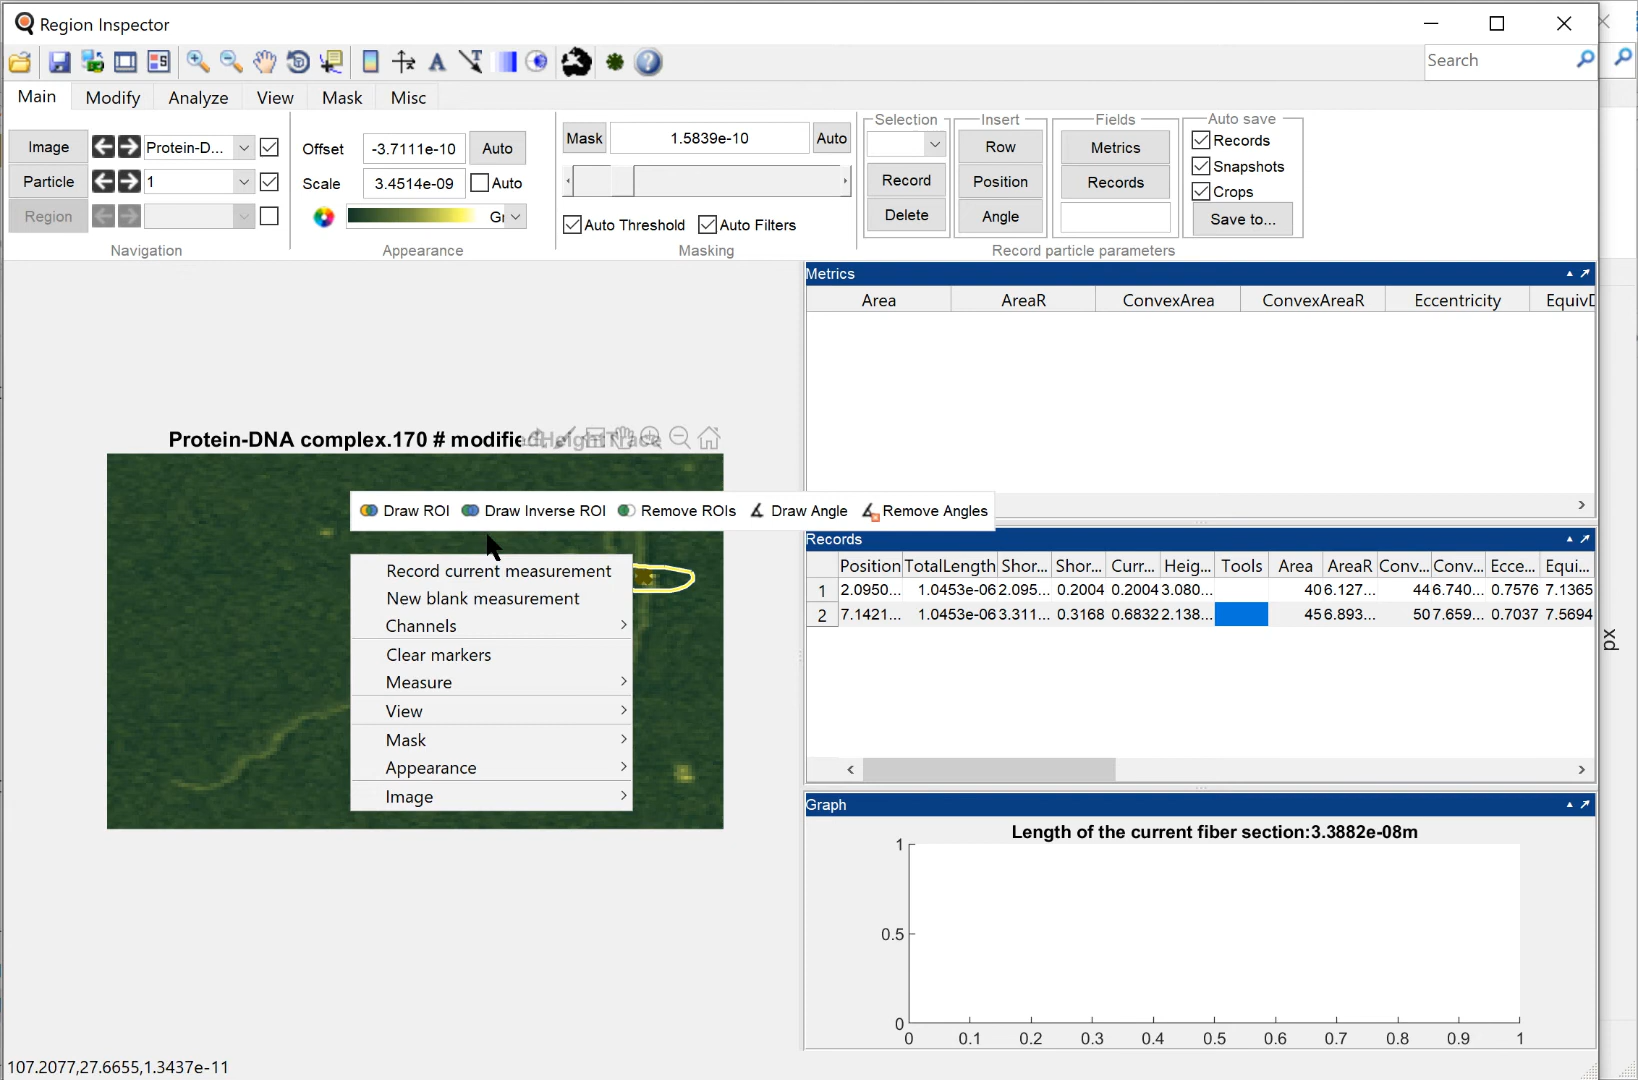 Region Inspector
Search
Main Modify Analyze View Mask Misc
Image Protein-D...
Particle 1
Region
Navigation
Offset -3.7111e-10 Auto
Scale 3.4514e-09 Auto
Appearance
Mask 1.5839e-10 Auto
Auto Threshold Auto Filters
Masking
Selection Insert Fields Auto save
Row Metrics Records
Record Position Records Snapshots
Delete Angle Crops
Save to...
Record particle parameters
Metrics
Area AreaR ConvexArea ConvexAreaR Eccentricity
Protein-DNA complex.170 # modifie
Draw ROI Draw Inverse ROI Remove ROIs Draw Angle Remove Angles
Record current measurement
New blank measurement
Channels
Clear markers
Measure
View
Mask
Appearance
Image
Records
Position TotalLength Shor... Shor... Curr... Heig... Tools Area AreaR Conv... Conv... Ecce... Equi...
1 2.0950... 1.0453e-06 2.095... 0.2004 0.2004 3.080... 40 6.127... 44 6.740... 0.7576 7.1365
2 7.1421... 1.0453e-06 3.311... 0.3168 0.6832 2.138... 45 6.893... 50 7.659... 0.7037 7.5694
Graph
Length of the current fiber section:3.3882e-08m
1
0.5
0
0 0.1 0.2 0.3 0.4 0.5 0.6 0.7 0.8 0.9 1
px
107.2077,27.6655,1.3437e-11